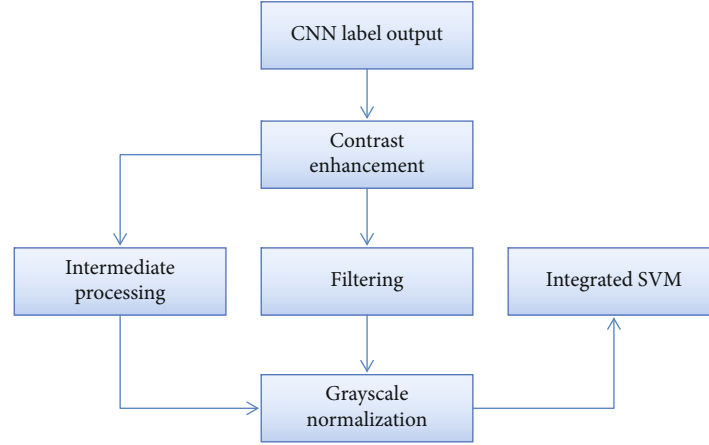 CNN label output
Contrast
enhancement
Intermediate
processing
Filtering
Integrated SVM
Grayscale
normalization